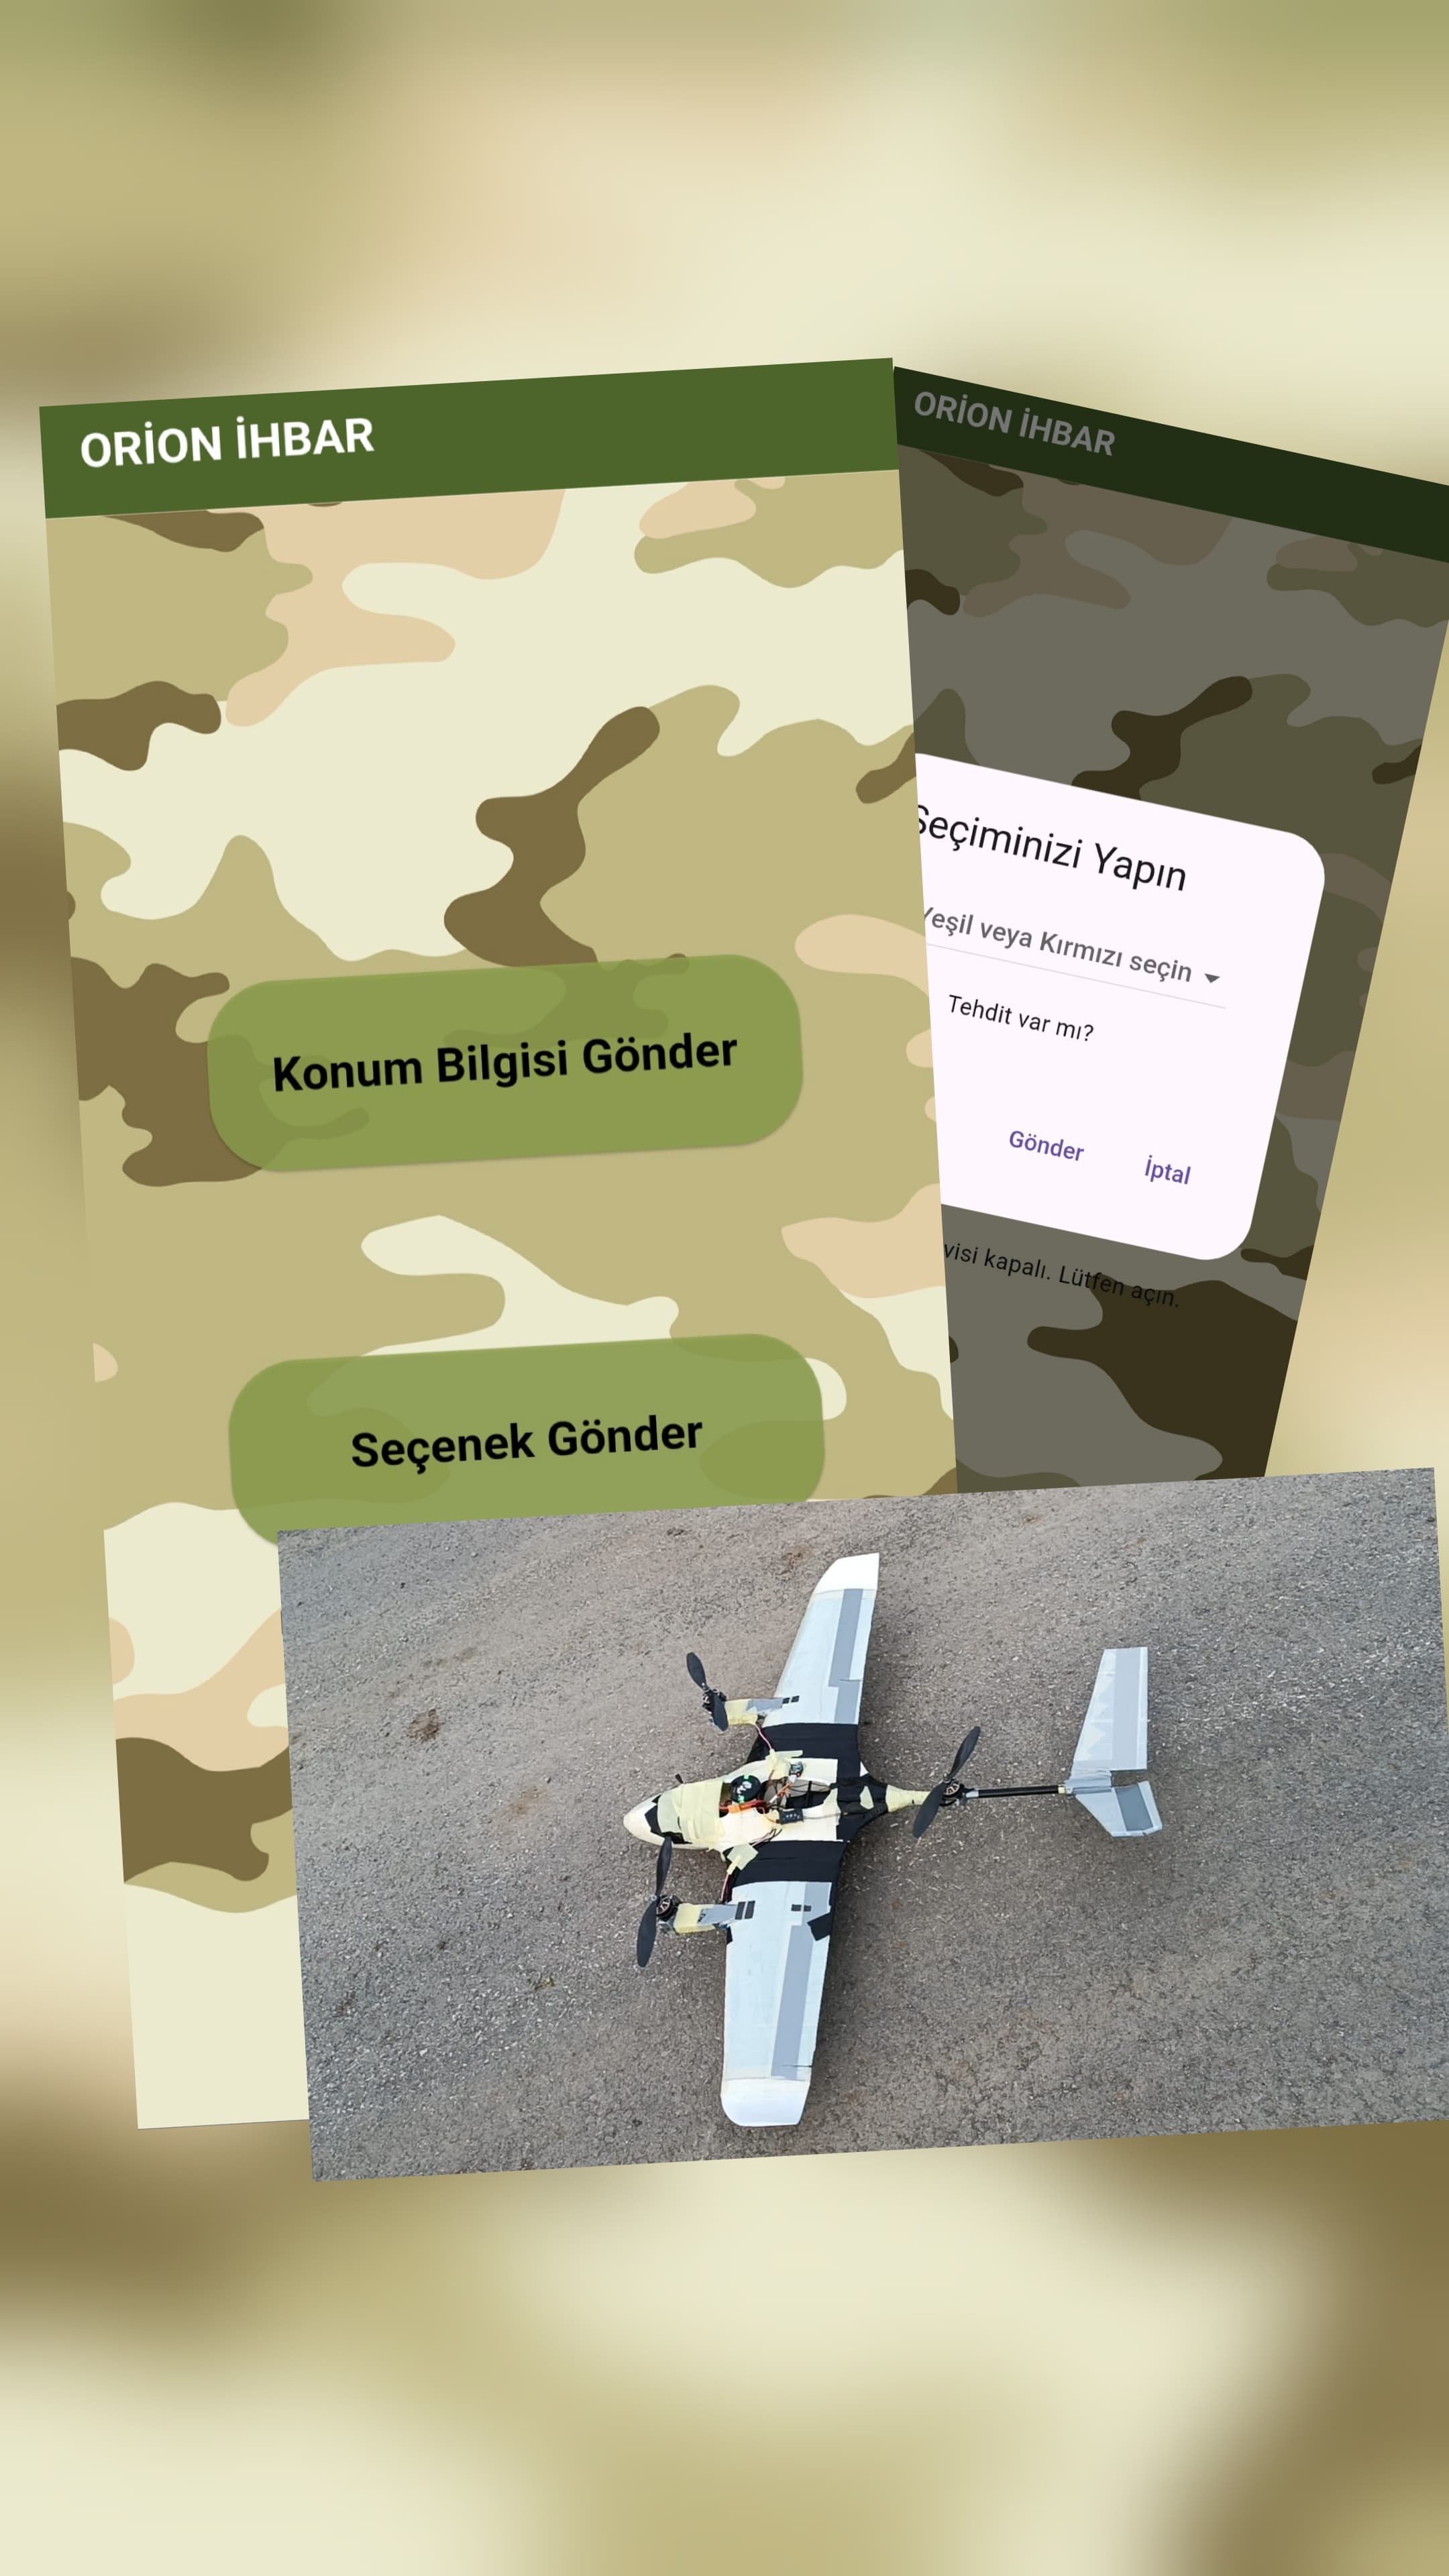 ORİON İHBAR
Konum Bilgisi Gönder
Seçenek Gönder
ORİON İHBAR
Seçiminizi Yapın
Yeşil veya Kırmızı seçin
Tehdit var mı?
Gönder
İptal
kapalı. Lütfen açın.